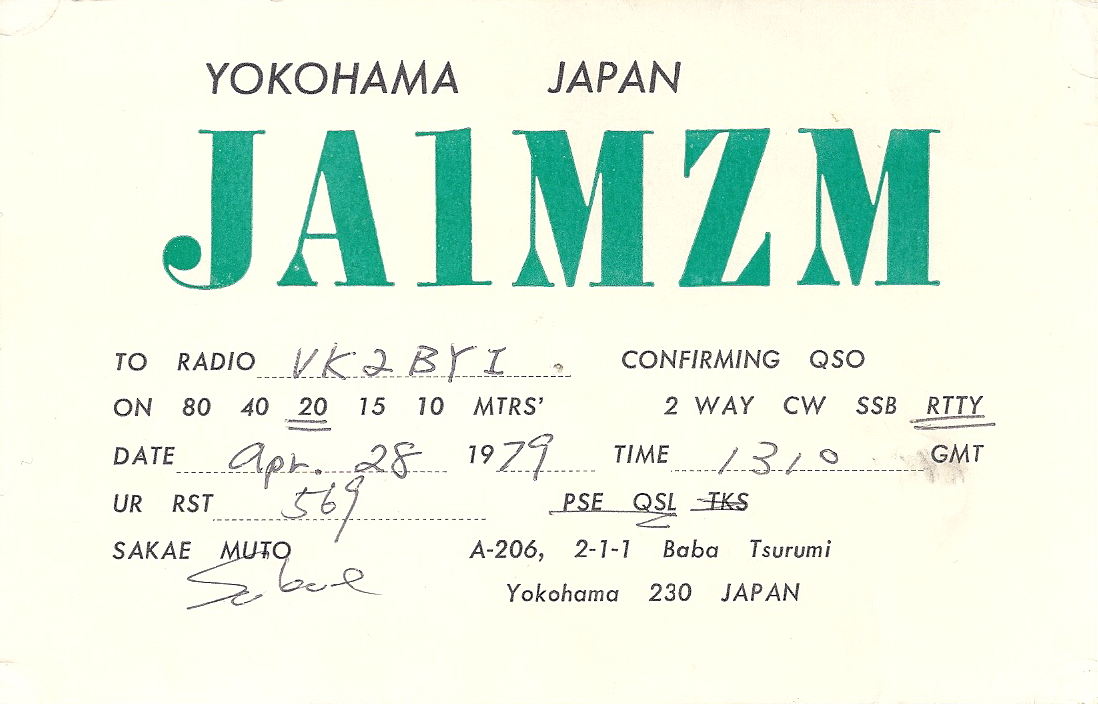 YOKOHAMA JAPAN
JA1MZM
TO RADIO VK2BYI . CONFIRMING QSO
ON 80 40 20 15 10 MTRS' 2 WAY CW SSB RTTY
DATE Apr. 28 1979 TIME 1310 GMT
UR RST 569 PSE QSL TKS
SAKAE MUTO A-206, 2-1-1 Baba Tsurumi
Yokohama 230 JAPAN